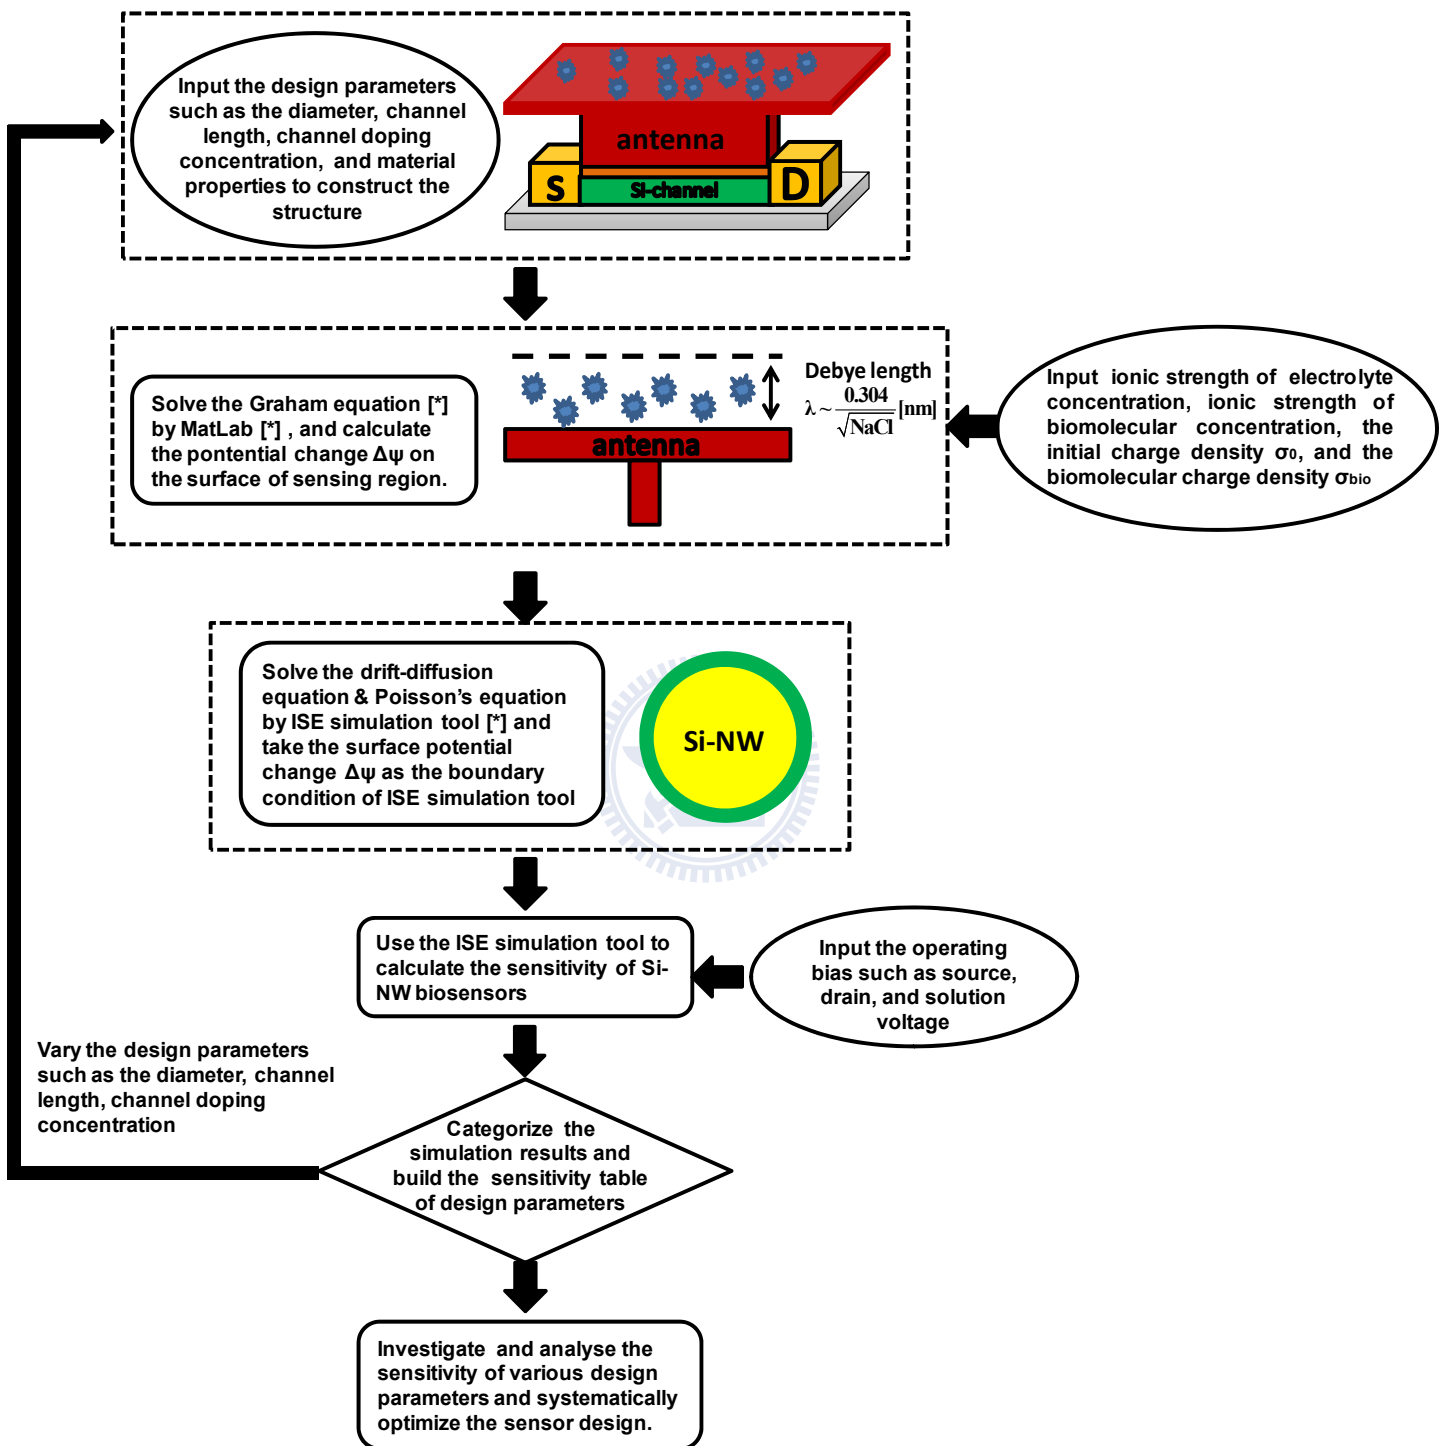 Input the design parameters
such as the diameter, channel
length, channel doping
concentration, and material
properties to construct the
structure
antenna
S
Si-channel
D
Solve the Graham equation [*]
by MatLab [*] , and calculate
the pontential change Δψ on
the surface of sensing region.
Debye length
λ ~ 0.304/√NaCl [nm]
antenna
Input ionic strength of electrolyte
concentration, ionic strength of
biomolecular concentration, the
initial charge density σ0, and the
biomolecular charge density σbio
Solve the drift-diffusion
equation & Poisson's equation
by ISE simulation tool [*] and
take the surface potential
change Δψ as the boundary
condition of ISE simulation tool
Si-NW
Use the ISE simulation tool to
calculate the sensitivity of Si-
NW biosensors
Input the operating
bias such as source,
drain, and solution
voltage
Vary the design parameters
such as the diameter, channel
length, channel doping
concentration
Categorize the
simulation results and
build the sensitivity table
of design parameters
Investigate and analyse the
sensitivity of various design
parameters and systematically
optimize the sensor design.